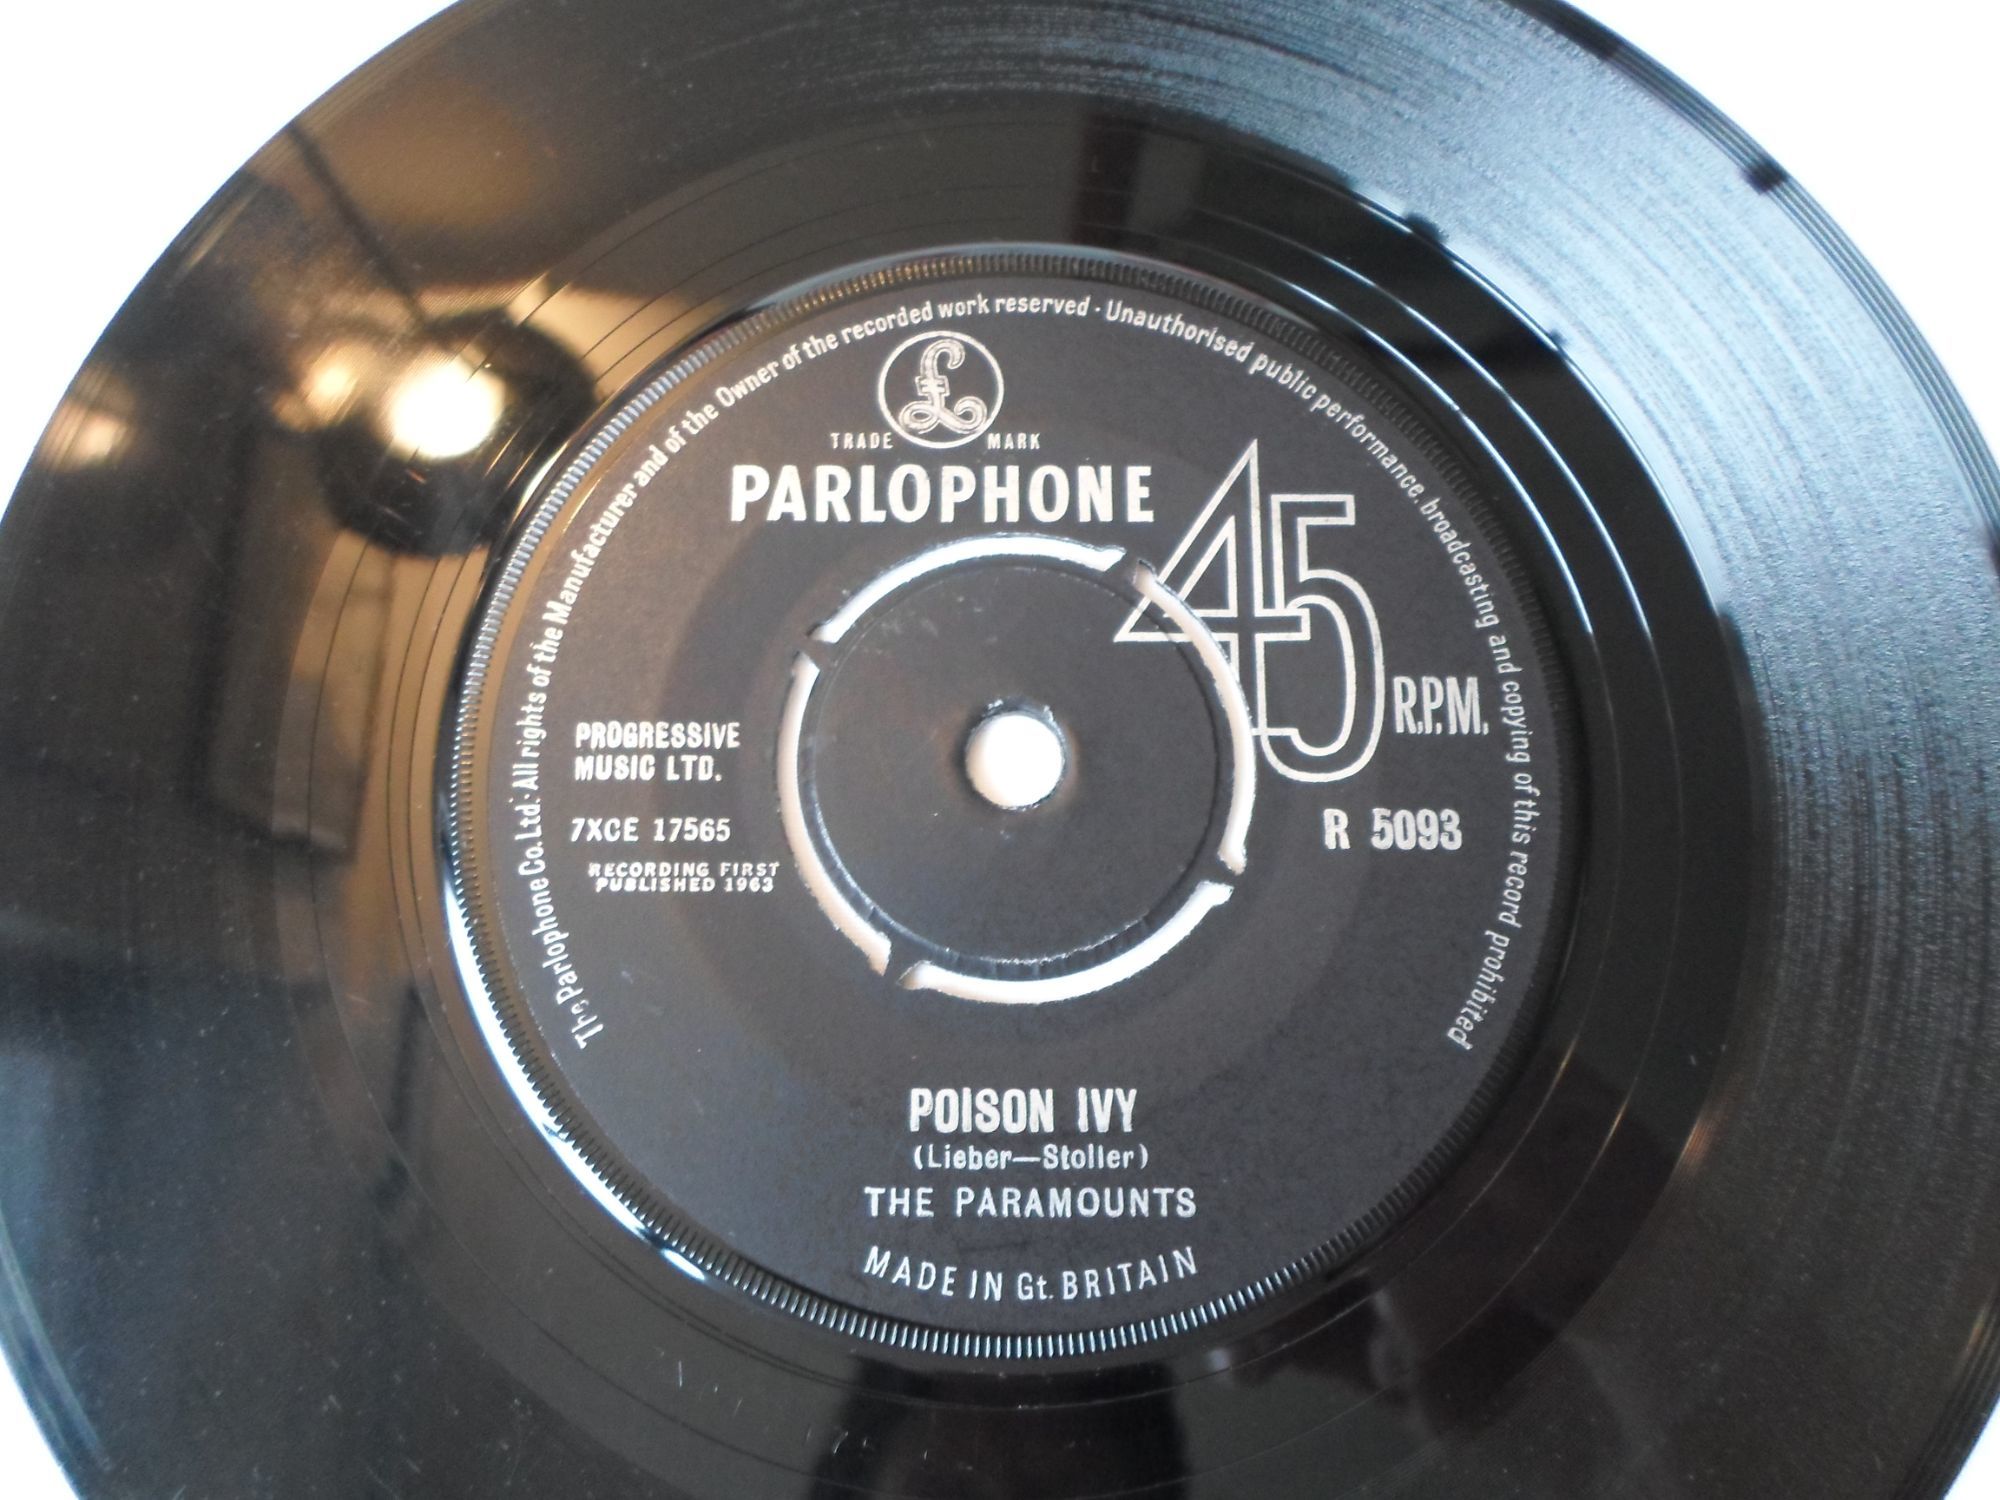 The Parlophone Co. Ltd. · All rights of the Manufacturer and of the Owner of the recorded work reserved · Unauthorised public performance, broadcasting and copying of this record prohibited
£
TRADE MARK
PARLOPHONE
45 R.P.M.
PROGRESSIVE
MUSIC LTD.
7XCE 17565
RECORDING FIRST
PUBLISHED 1963
R 5093
POISON IVY
(Lieber—Stoller)
THE PARAMOUNTS
MADE IN Gt. BRITAIN